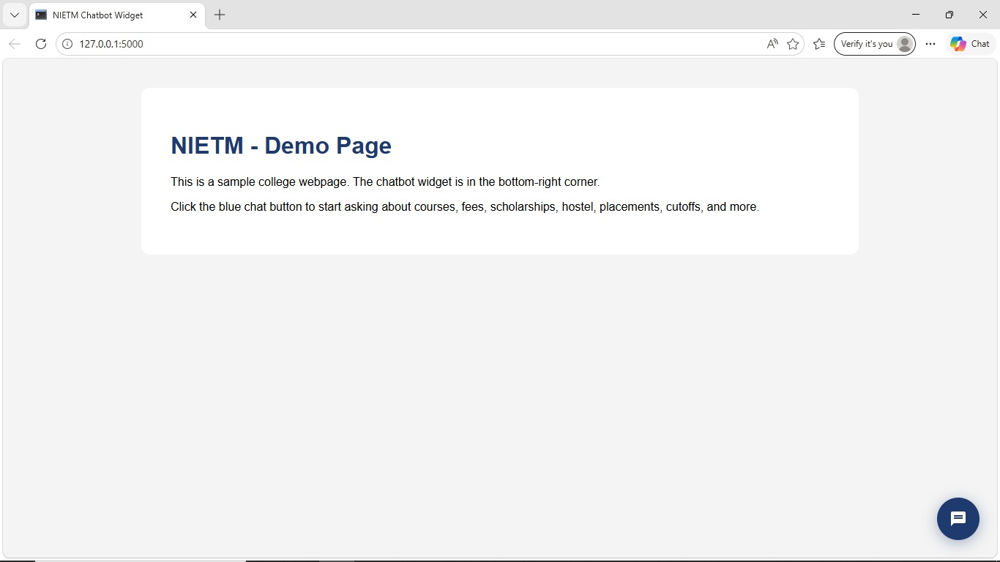 NIETM Chatbot Widget
127.0.0.1:5000
Verify it's you
Chat
NIETM - Demo Page
This is a sample college webpage. The chatbot widget is in the bottom-right corner.
Click the blue chat button to start asking about courses, fees, scholarships, hostel, placements, cutoffs, and more.